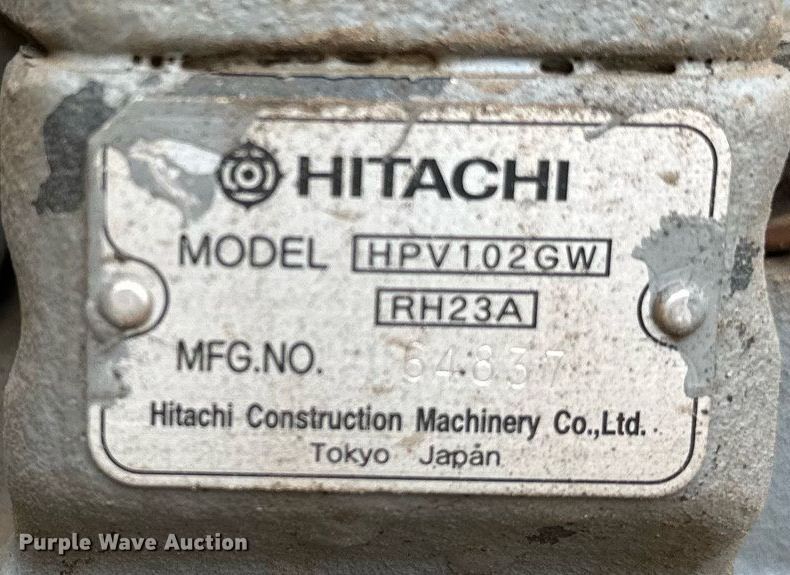 HITACHI
MODEL HPV102GW
RH23A
MFG.NO. 64837
Hitachi Construction Machinery Co.,Ltd.
Tokyo Japan
Purple Wave Auction